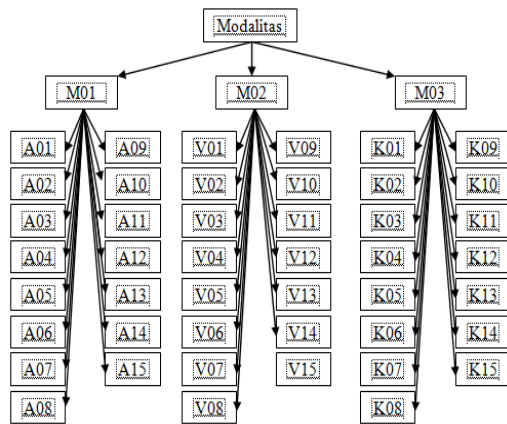 Modalitas
M01 M02 M03
A01 A09 V01 V09 K01 K09
A02 A10 V02 V10 K02 K10
A03 A11 V03 V11 K03 K11
A04 A12 V04 V12 K04 K12
A05 A13 V05 V13 K05 K13
A06 A14 V06 V14 K06 K14
A07 A15 V07 V15 K07 K15
A08 V08 K08